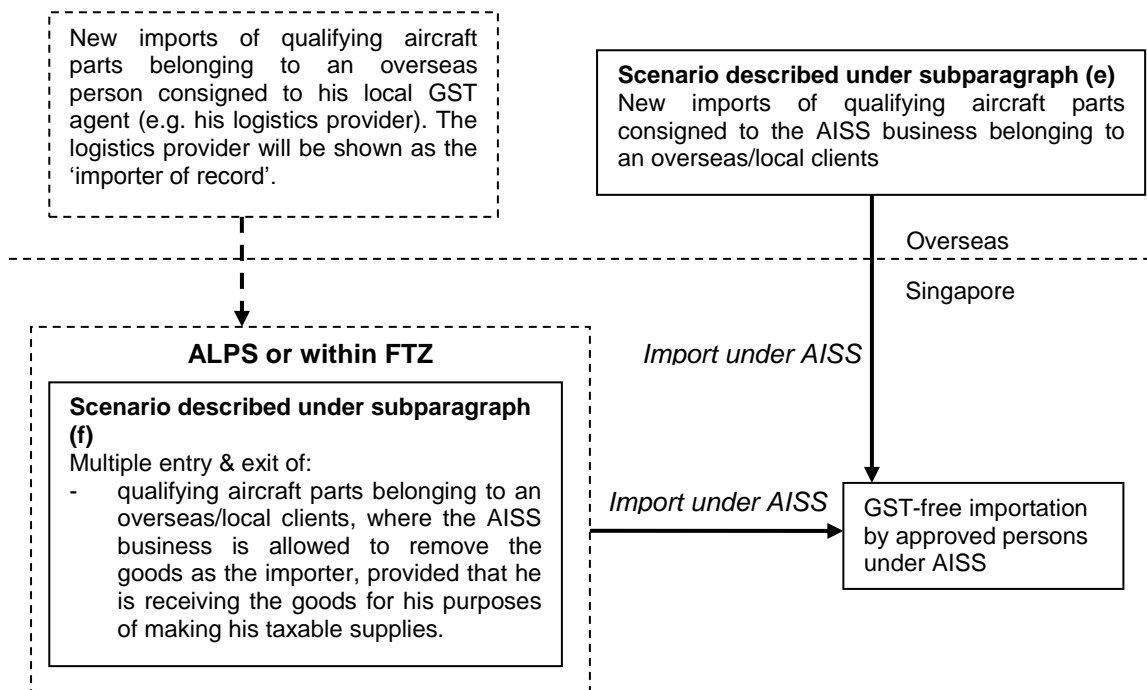 New imports of qualifying aircraft
parts belonging to an overseas
person consigned to his local GST
agent (e.g. his logistics provider). The
logistics provider will be shown as the
‘importer of record’.
Scenario described under subparagraph (e)
New imports of qualifying aircraft parts
consigned to the AISS business belonging to
an overseas/local clients
Overseas
Singapore
ALPS or within FTZ
Import under AISS
Scenario described under subparagraph
(f)
Multiple entry & exit of:
- qualifying aircraft parts belonging to an
overseas/local clients, where the AISS
business is allowed to remove the
goods as the importer, provided that he
is receiving the goods for his purposes
of making his taxable supplies.
Import under AISS
GST-free importation
by approved persons
under AISS